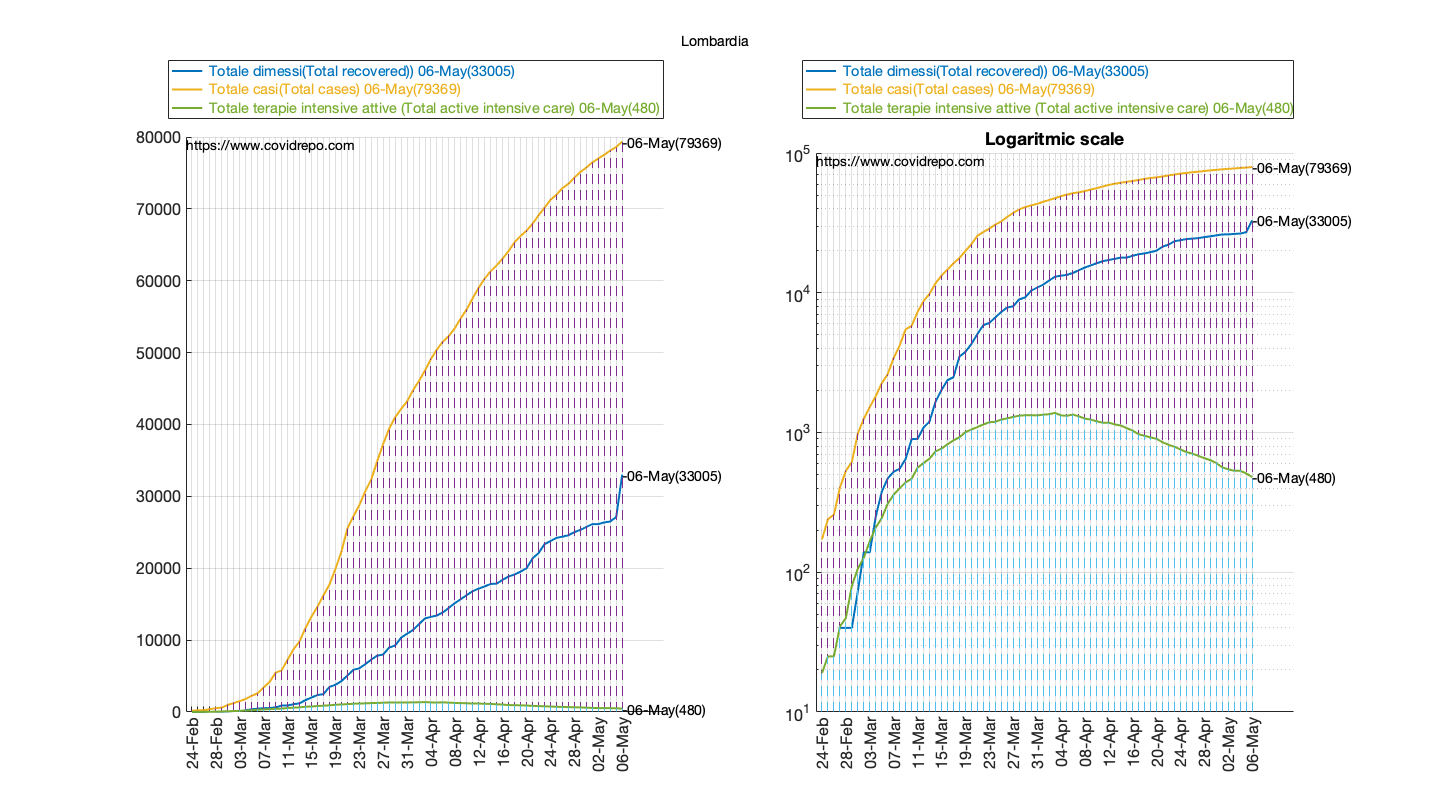 Lombardia
Totale dimessi(Total recovered)) 06-May(33005)
Totale casi(Total cases) 06-May(79369)
Totale terapie intensive attive (Total active intensive care) 06-May(480)
80000
https://www.covidrepo.com
06-May(79369)
70000
60000
50000
40000
30000
06-May(33005)
20000
10000
0
06-May(480)
24-Feb
28-Feb
03-Mar
07-Mar
11-Mar
15-Mar
19-Mar
23-Mar
27-Mar
31-Mar
04-Apr
08-Apr
12-Apr
16-Apr
20-Apr
24-Apr
28-Apr
02-May
06-May
Totale dimessi(Total recovered)) 06-May(33005)
Totale casi(Total cases) 06-May(79369)
Totale terapie intensive attive (Total active intensive care) 06-May(480)
Logaritmic scale
10^5
https://www.covidrepo.com
06-May(79369)
06-May(33005)
10^4
10^3
06-May(480)
10^2
10^1
24-Feb
28-Feb
03-Mar
07-Mar
11-Mar
15-Mar
19-Mar
23-Mar
27-Mar
31-Mar
04-Apr
08-Apr
12-Apr
16-Apr
20-Apr
24-Apr
28-Apr
02-May
06-May